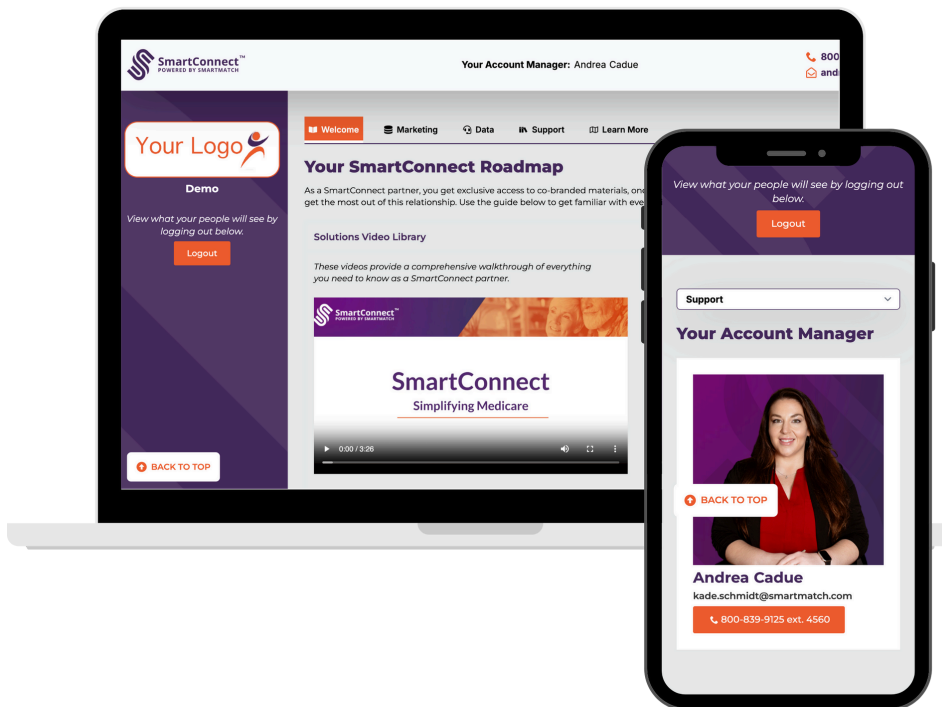 SmartConnect™
POWERED BY SMARTMATCH
Your Account Manager: Andrea Cadue
800
Your Logo
Demo
View what your people will see by
logging out below.
Logout
BACK TO TOP
Welcome
Marketing
Data
Support
Learn More
Your SmartConnect Roadmap
As a SmartConnect partner, you get exclusive access to co-branded materials,
get the most out of this relationship. Use the guide below to get familiar with
Solutions Video Library
These videos provide a comprehensive walkthrough of everything
you need to know as a SmartConnect partner.
SmartConnect™
POWERED BY SMARTMATCH
SmartConnect
Simplifying Medicare
0:00 / 3:26
View what your people will see by logging out
below.
Logout
Support
Your Account Manager
BACK TO TOP
Andrea Cadue
kade.schmidt@smartmatch.com
800-839-9125 ext. 4560